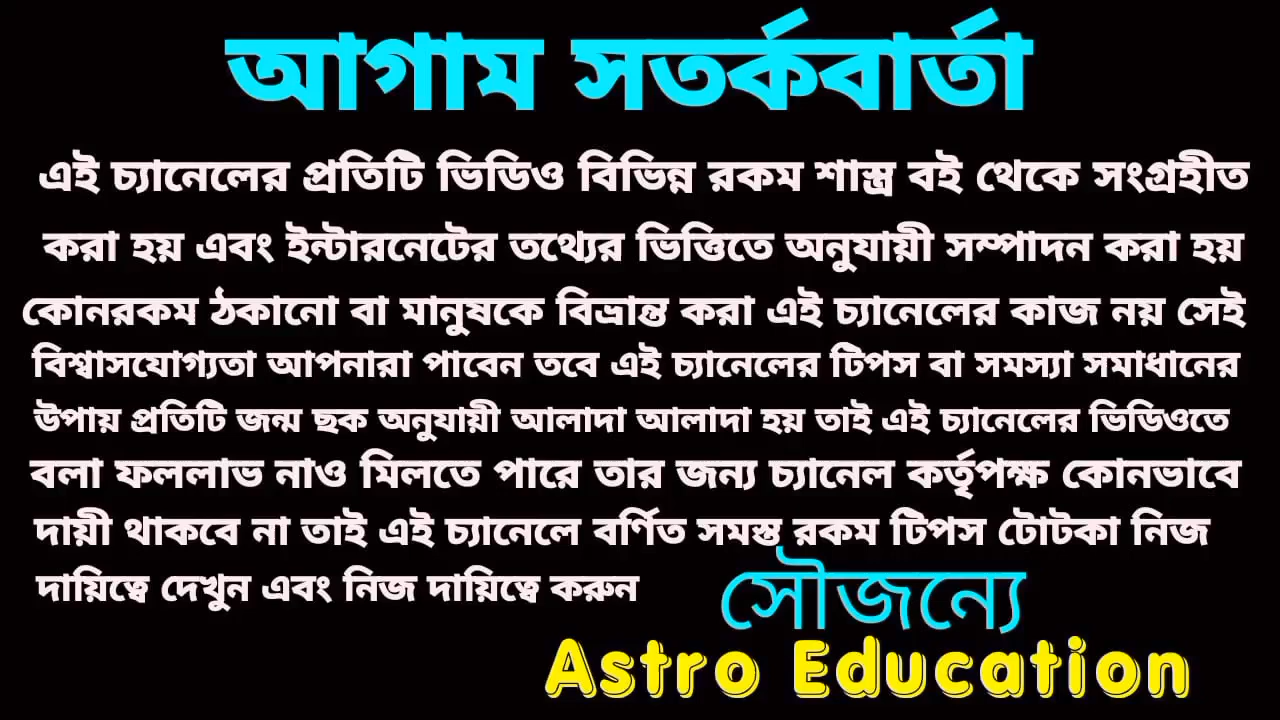 আগাম সতর্কবার্তা
এই চ্যানেলের প্রতিটি ভিডিও বিভিন্ন রকম শাস্ত্র বই থেকে সংগ্রহীত
করা হয় এবং ইন্টারনেটের তথ্যের ভিত্তিতে অনুযায়ী সম্পাদন করা হয়
কোনরকম ঠকানো বা মানুষকে বিভ্রান্ত করা এই চ্যানেলের কাজ নয় সেই
বিশ্বাসযোগ্যতা আপনারা পাবেন তবে এই চ্যানেলের টিপস বা সমস্যা সমাধানের
উপায় প্রতিটি জন্ম ছক অনুযায়ী আলাদা আলাদা হয় তাই এই চ্যানেলের ভিডিওতে
বলা ফললাভ নাও মিলতে পারে তার জন্য চ্যানেল কর্তৃপক্ষ কোনভাবে
দায়ী থাকবে না তাই এই চ্যানেলে বর্ণিত সমস্ত রকম টিপস টোটকা নিজ
দায়িত্বে দেখুন এবং নিজ দায়িত্বে করুন
সৌজন্যে
Astro Education